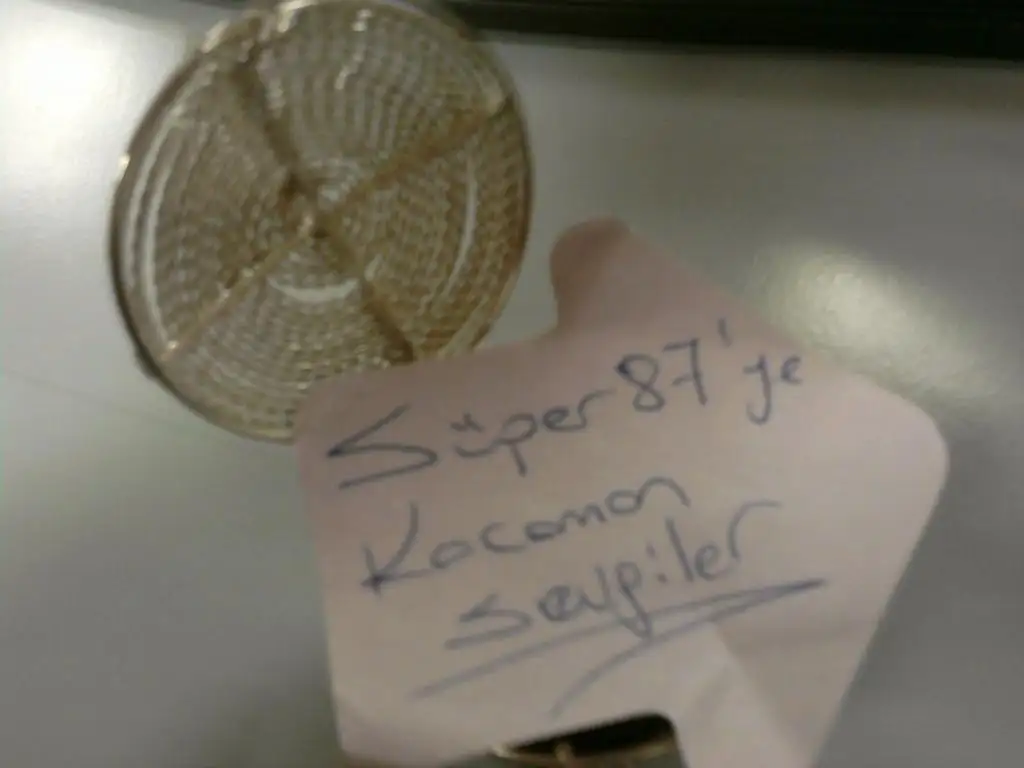 Süper 87'ye
Kocaman
sevgiler